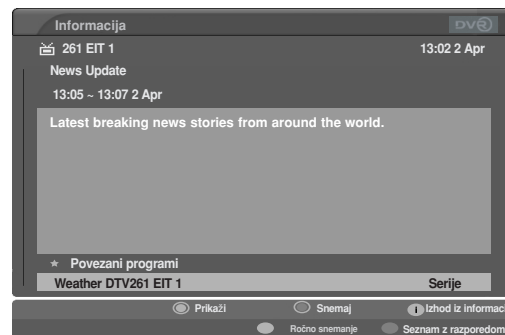 Informacija DVR
261 EIT 1 13:02 2 Apr
News Update
13:05 ~ 13:07 2 Apr
Latest breaking news stories from around the world.
Povezani programi
Weather DTV261 EIT 1 Serije
Prikaži Snemaj i Izhod iz informaci
Ročno snemanje Seznam z razporedom